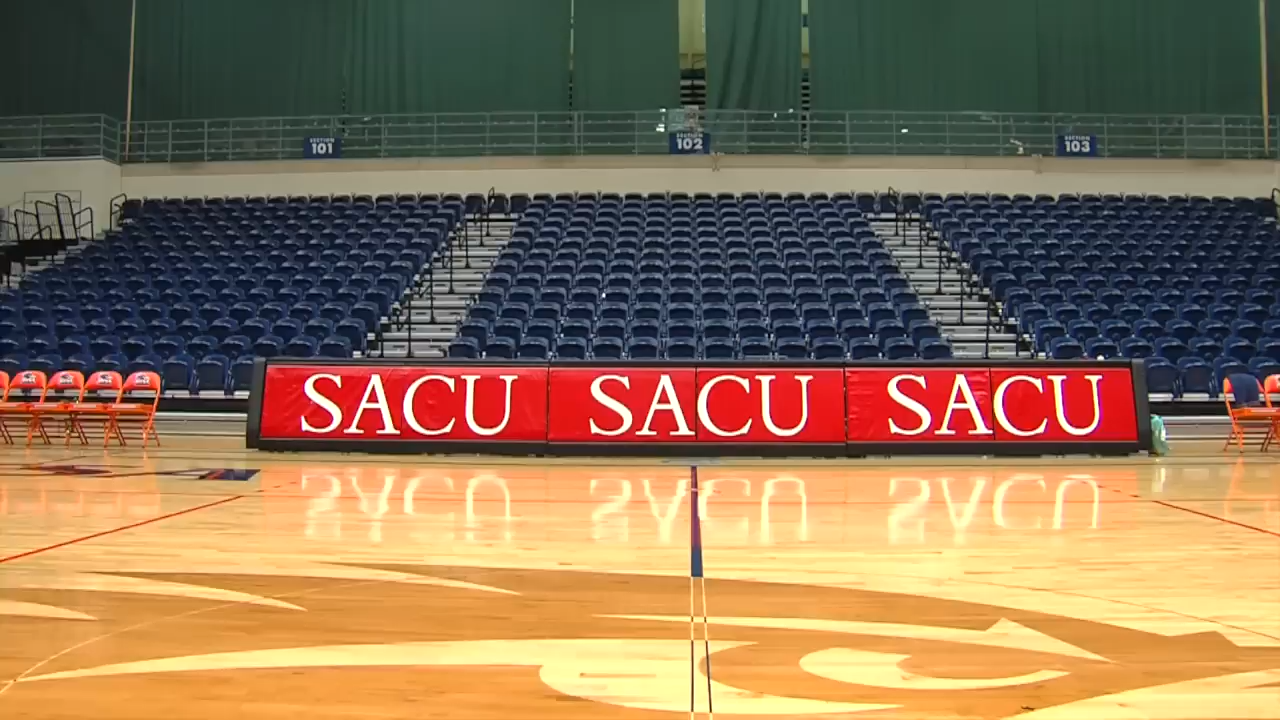 SECTION
101
SECTION
102
SECTION
103
SACU SACU SACU